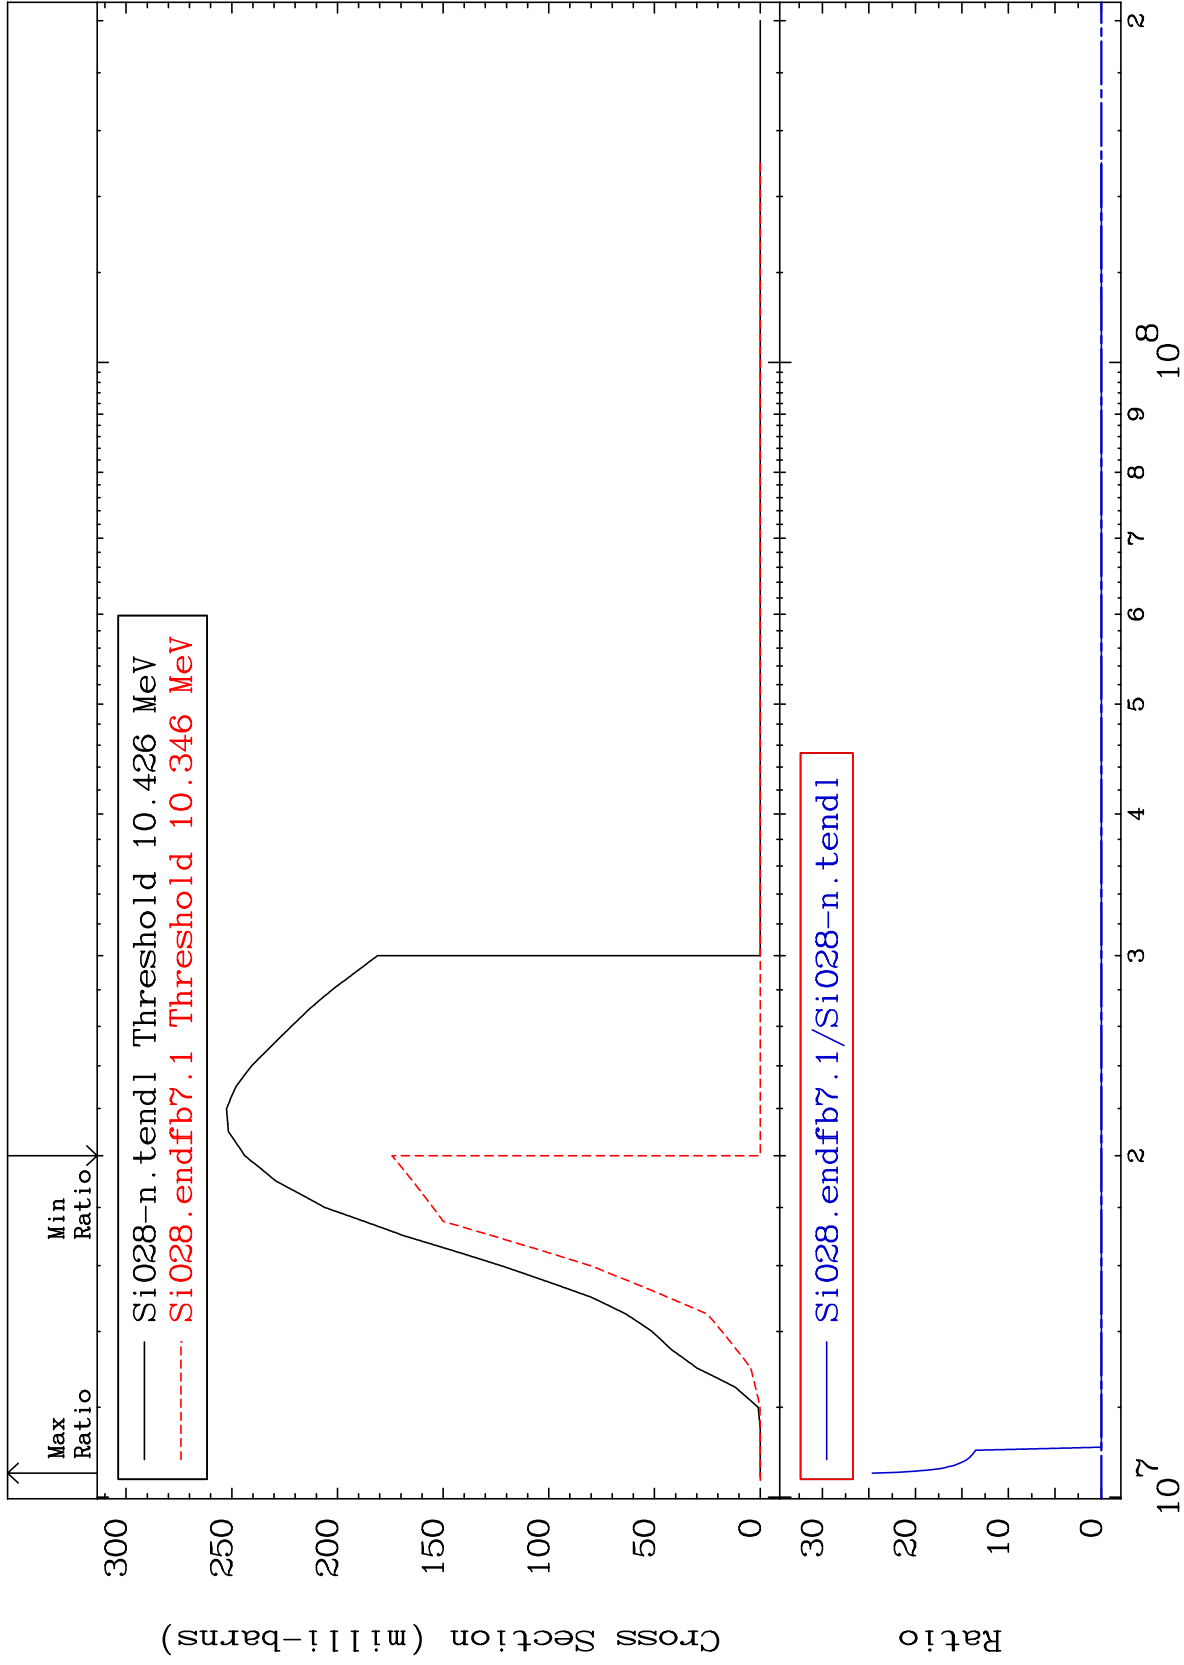 Max
Ratio
Min
Ratio
Cross Section (milli-barns)
300
250
200
150
100
50
0
Si028-n.tendl Threshold 10.426 MeV
Si028.endfb7.1 Threshold 10.346 MeV
Ratio
30
20
10
0
Si028.endfb7.1/Si028-n.tendl
10^7 2 3 4 5 6 7 8 9 10^8 2